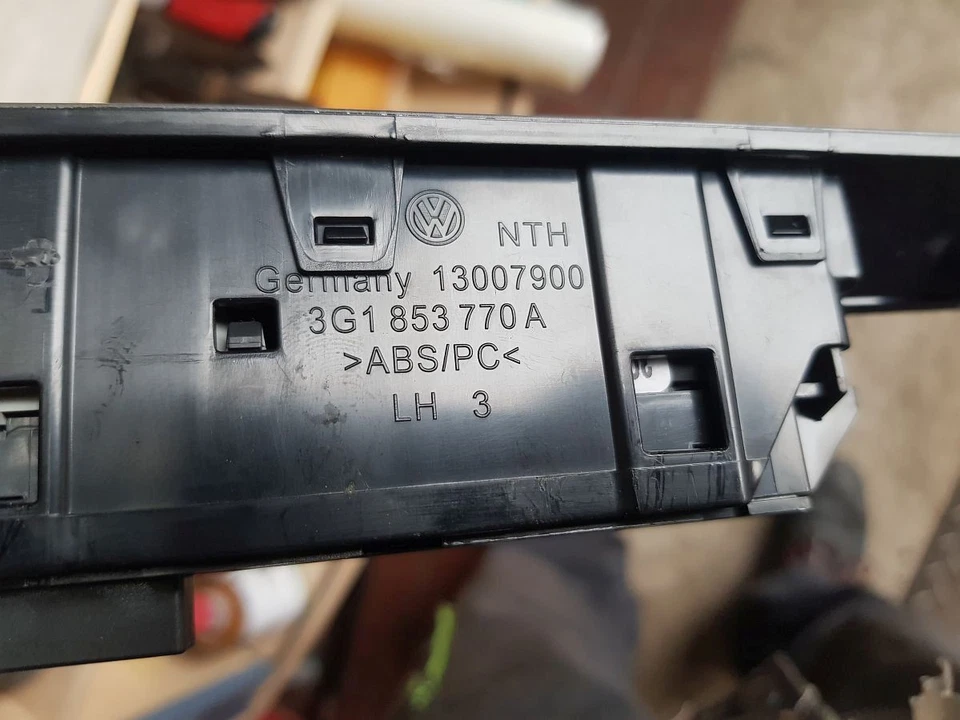 NTH
Germany 13007900
3G1 853 770 A
>ABS/PC<
LH 3